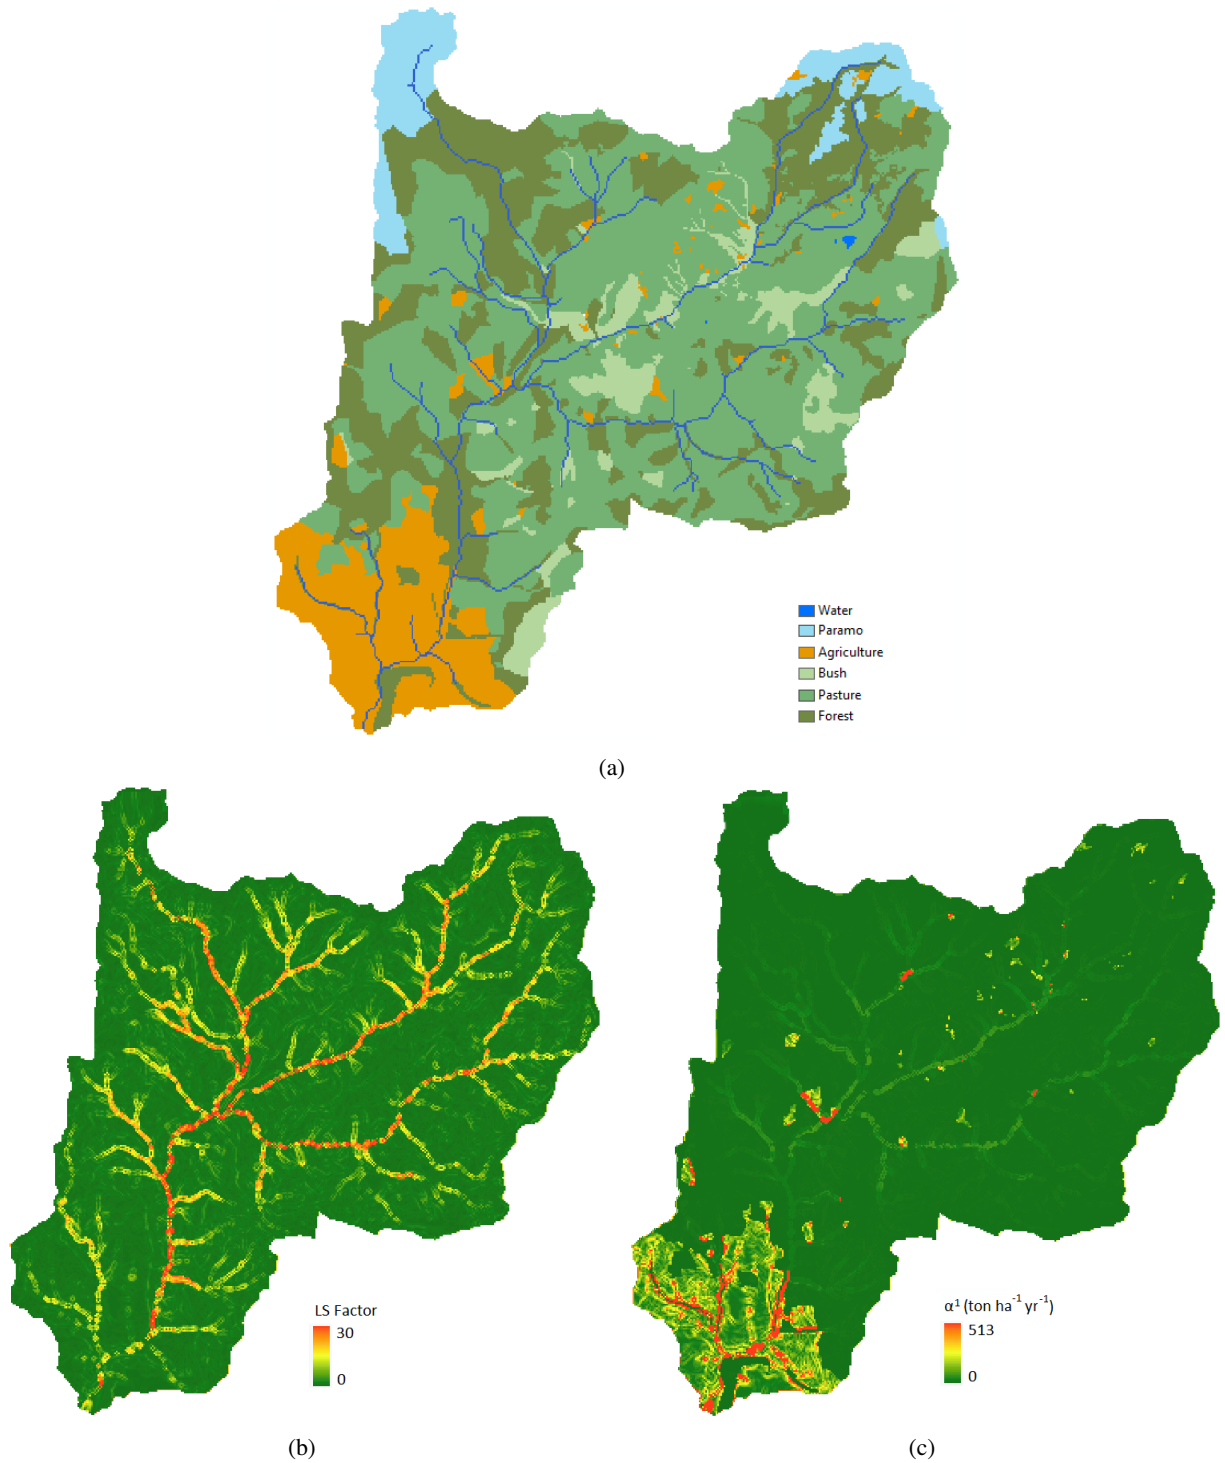 Water
Paramo
Agriculture
Bush
Pasture
Forest
(a)
LS Factor
30
0
α¹ (ton ha⁻¹ yr⁻¹)
513
0
(b)
(c)